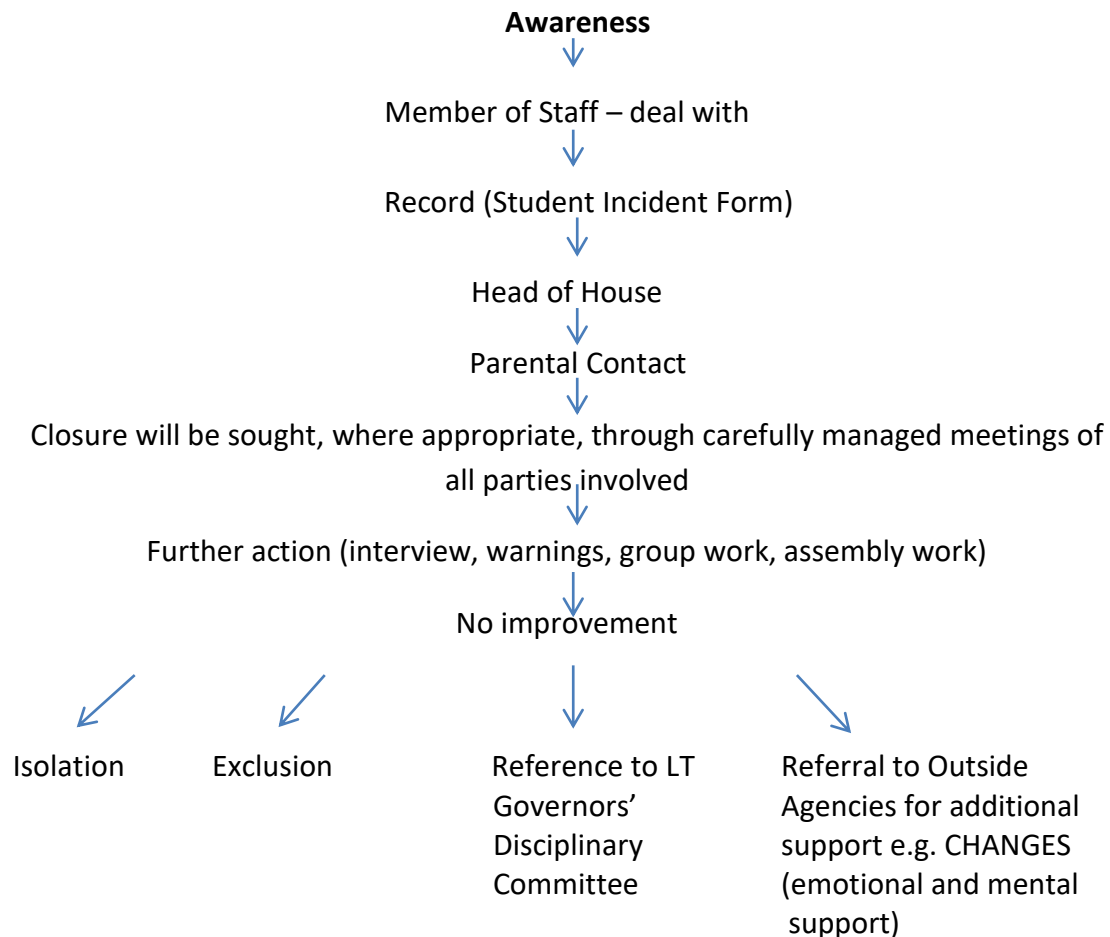 Awareness
Member of Staff – deal with
Record (Student Incident Form)
Head of House
Parental Contact
Closure will be sought, where appropriate, through carefully managed meetings of
all parties involved
Further action (interview, warnings, group work, assembly work)
No improvement
Isolation
Exclusion
Reference to LT
Governors’
Disciplinary
Committee
Referral to Outside
Agencies for additional
support e.g. CHANGES
(emotional and mental
support)